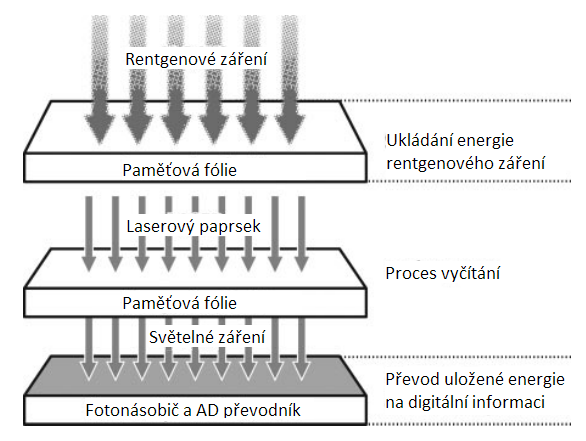 Rentgenové záření
Ukládání energie
rentgenového záření
Paměťová fólie
Laserový paprsek
Proces vyčítání
Paměťová fólie
Světelné záření
Převod uložené energie
na digitální informaci
Fotonásobič a AD převodník